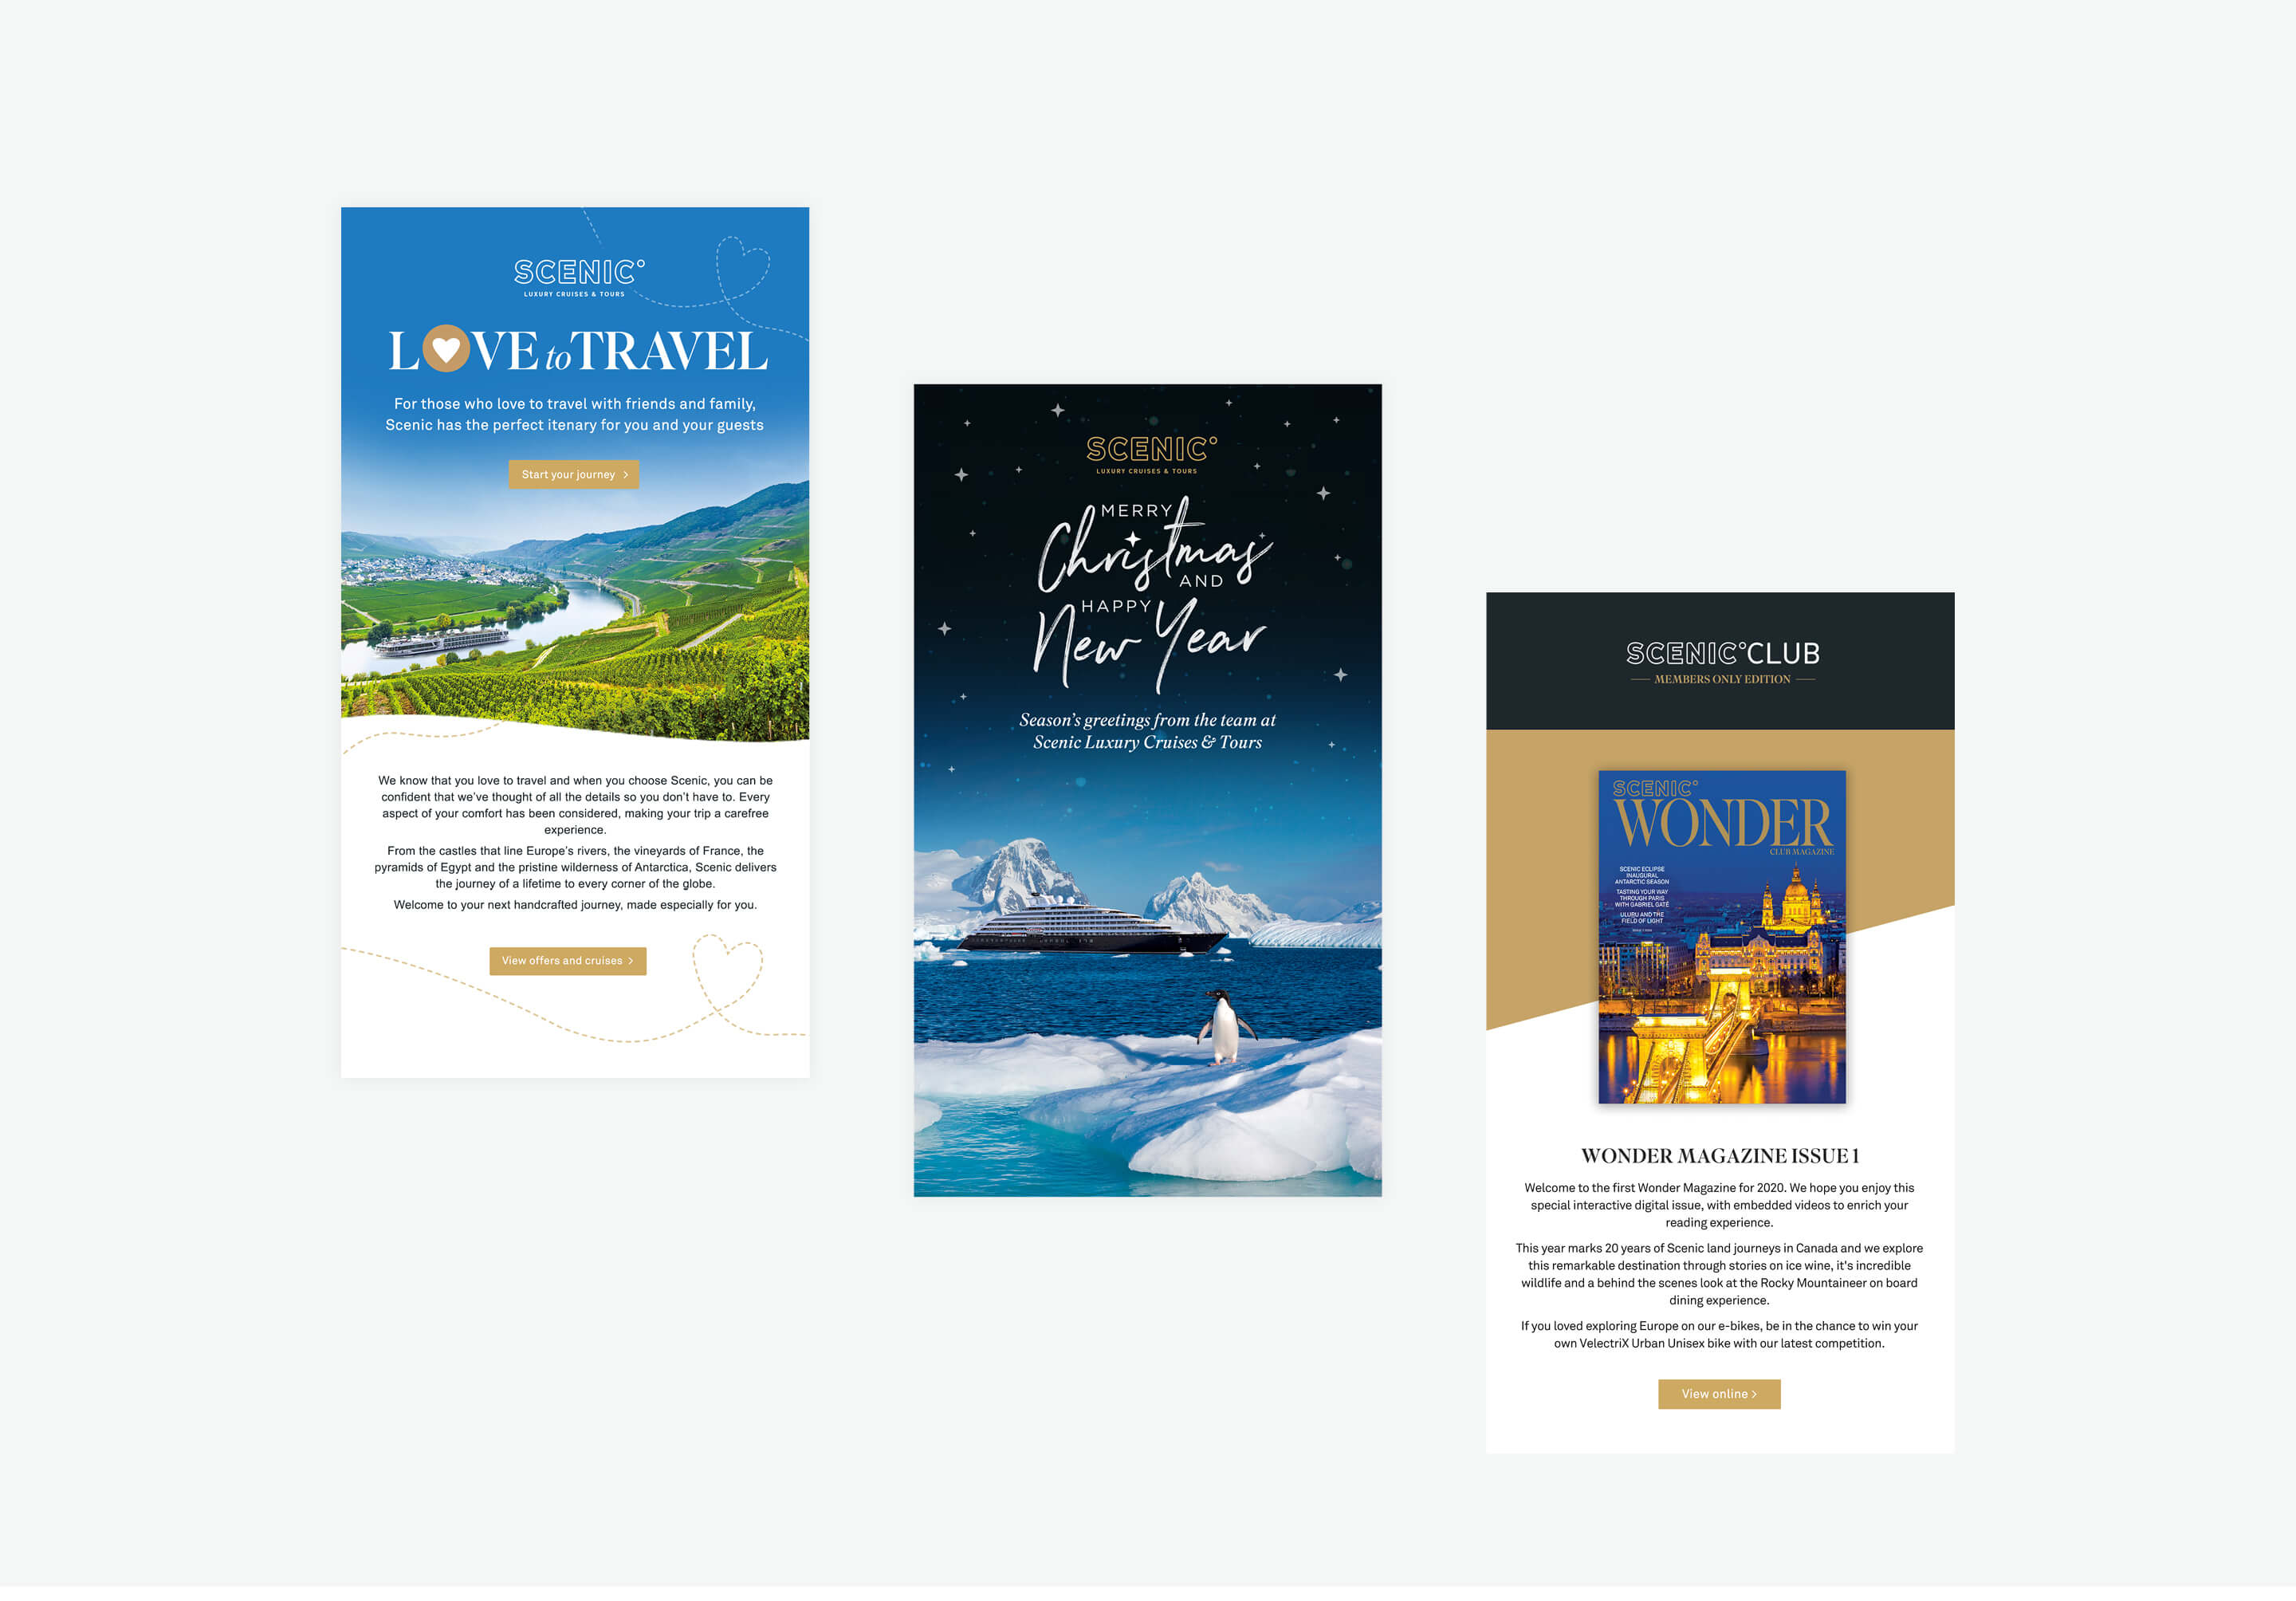 SCENIC°
LUXURY CRUISES & TOURS
LOVE to TRAVEL
For those who love to travel with friends and family,
Scenic has the perfect itenary for you and your guests
Start your journey >
We know that you love to travel and when you choose Scenic, you can be
confident that we've thought of all the details so you don't have to. Every
aspect of your comfort has been considered, making your trip a carefree
experience.
From the castles that line Europe's rivers, the vineyards of France, the
pyramids of Egypt and the pristine wilderness of Antarctica, Scenic delivers
the journey of a lifetime to every corner of the globe.
Welcome to your next handcrafted journey, made especially for you.
View offers and cruises >
SCENIC°
LUXURY CRUISES & TOURS
MERRY
Christmas
AND
HAPPY
New Year
Season's greetings from the team at
Scenic Luxury Cruises & Tours
SCENIC°CLUB
MEMBERS ONLY EDITION
SCENIC°
WONDER
CLUB MAGAZINE
SCENIC ECLIPSE
INAUGURAL
ANTARCTIC SEASON
TASTING YOUR WAY
THROUGH PARIS
WITH GABRIEL GATÉ
ULURU AND THE
FIELD OF LIGHT
WONDER MAGAZINE ISSUE 1
Welcome to the first Wonder Magazine for 2020. We hope you enjoy this
special interactive digital issue, with embedded videos to enrich your
reading experience.
This year marks 20 years of Scenic land journeys in Canada and we explore
this remarkable destination through stories on ice wine, it's incredible
wildlife and a behind the scenes look at the Rocky Mountaineer on board
dining experience.
If you loved exploring Europe on our e-bikes, be in the chance to win your
own VelectriX Urban Unisex bike with our latest competition.
View online >